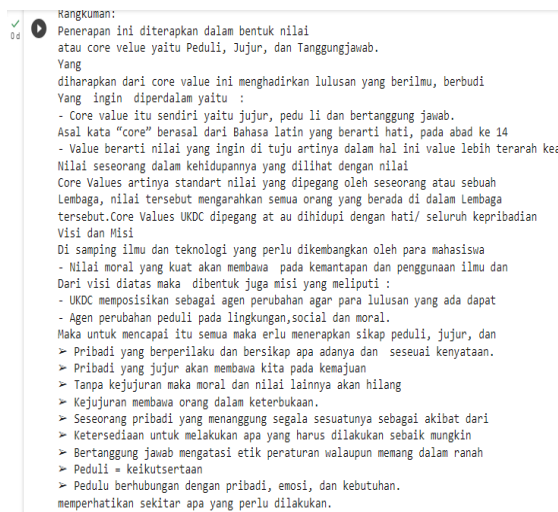 Rangkuman:
0 d
Penerapan ini diterapkan dalam bentuk nilai
atau core velue yaitu Peduli, Jujur, dan Tanggungjawab.
Yang
diharapkan dari core value ini menghadirkan lulusan yang berilmu, berbudi
Yang ingin diperdalam yaitu :
- Core value itu sendiri yaitu jujur, pedu li dan bertanggung jawab.
Asal kata “core” berasal dari Bahasa latin yang berarti hati, pada abad ke 14
- Value berarti nilai yang ingin di tuju artinya dalam hal ini value lebih terarah kea
Nilai seseorang dalam kehidupannya yang dilihat dengan nilai
Core Values artinya standart nilai yang dipegang oleh seseorang atau sebuah
Lembaga, nilai tersebut mengarahkan semua orang yang berada di dalam Lembaga
tersebut.Core Values UKDC dipegang at au dihidupi dengan hati/ seluruh kepribadian
Visi dan Misi
Di samping ilmu dan teknologi yang perlu dikembangkan oleh para mahasiswa
- Nilai moral yang kuat akan membawa pada kemantapan dan penggunaan ilmu dan
Dari visi diatas maka dibentuk juga misi yang meliputi :
- UKDC memposisikan sebagai agen perubahan agar para lulusan yang ada dapat
- Agen perubahan peduli pada lingkungan,social dan moral.
Maka untuk mencapai itu semua maka erlu menerapkan sikap peduli, jujur, dan
➢ Pribadi yang berperilaku dan bersikap apa adanya dan seseuai kenyataan.
➢ Pribadi yang jujur akan membawa kita pada kemajuan
➢ Tanpa kejujuran maka moral dan nilai lainnya akan hilang
➢ Kejujuran membawa orang dalam keterbukaan.
➢ Seseorang pribadi yang menanggung segala sesuatunya sebagai akibat dari
➢ Ketersediaan untuk melakukan apa yang harus dilakukan sebaik mungkin
➢ Bertanggung jawab mengatasi etik peraturan walaupun memang dalam ranah
➢ Peduli = keikutsertaan
➢ Pedulu berhubungan dengan pribadi, emosi, dan kebutuhan.
memperhatikan sekitar apa yang perlu dilakukan.